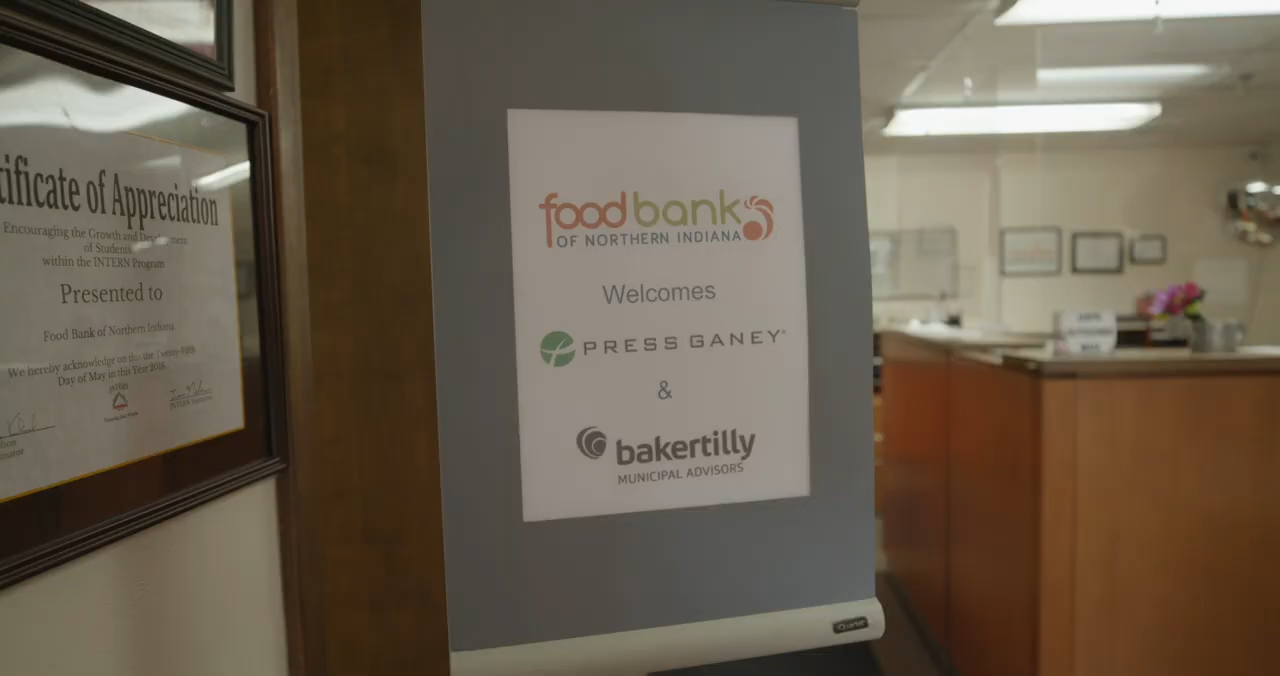 tificate of Appreciation
Encouraging the Growth and Development
of Students
within the INTERN Program
Presented to
Food Bank of Northern Indiana
We hereby acknowledge on this the Twenty-Fifth
Day of May in this Year 2016
food bank
OF NORTHERN INDIANA
Welcomes
PRESS GANEY®
&
bakertilly
MUNICIPAL ADVISORS
Quartet